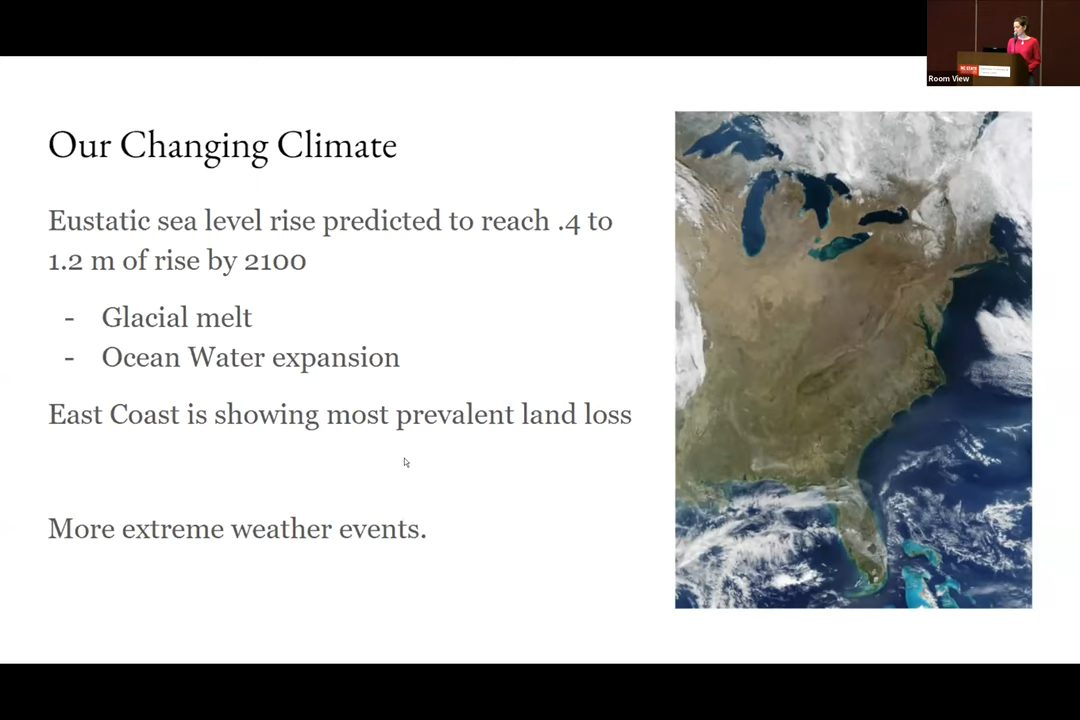 Room View
Our Changing Climate
Eustatic sea level rise predicted to reach .4 to
1.2 m of rise by 2100
- Glacial melt
- Ocean Water expansion
East Coast is showing most prevalent land loss
More extreme weather events.